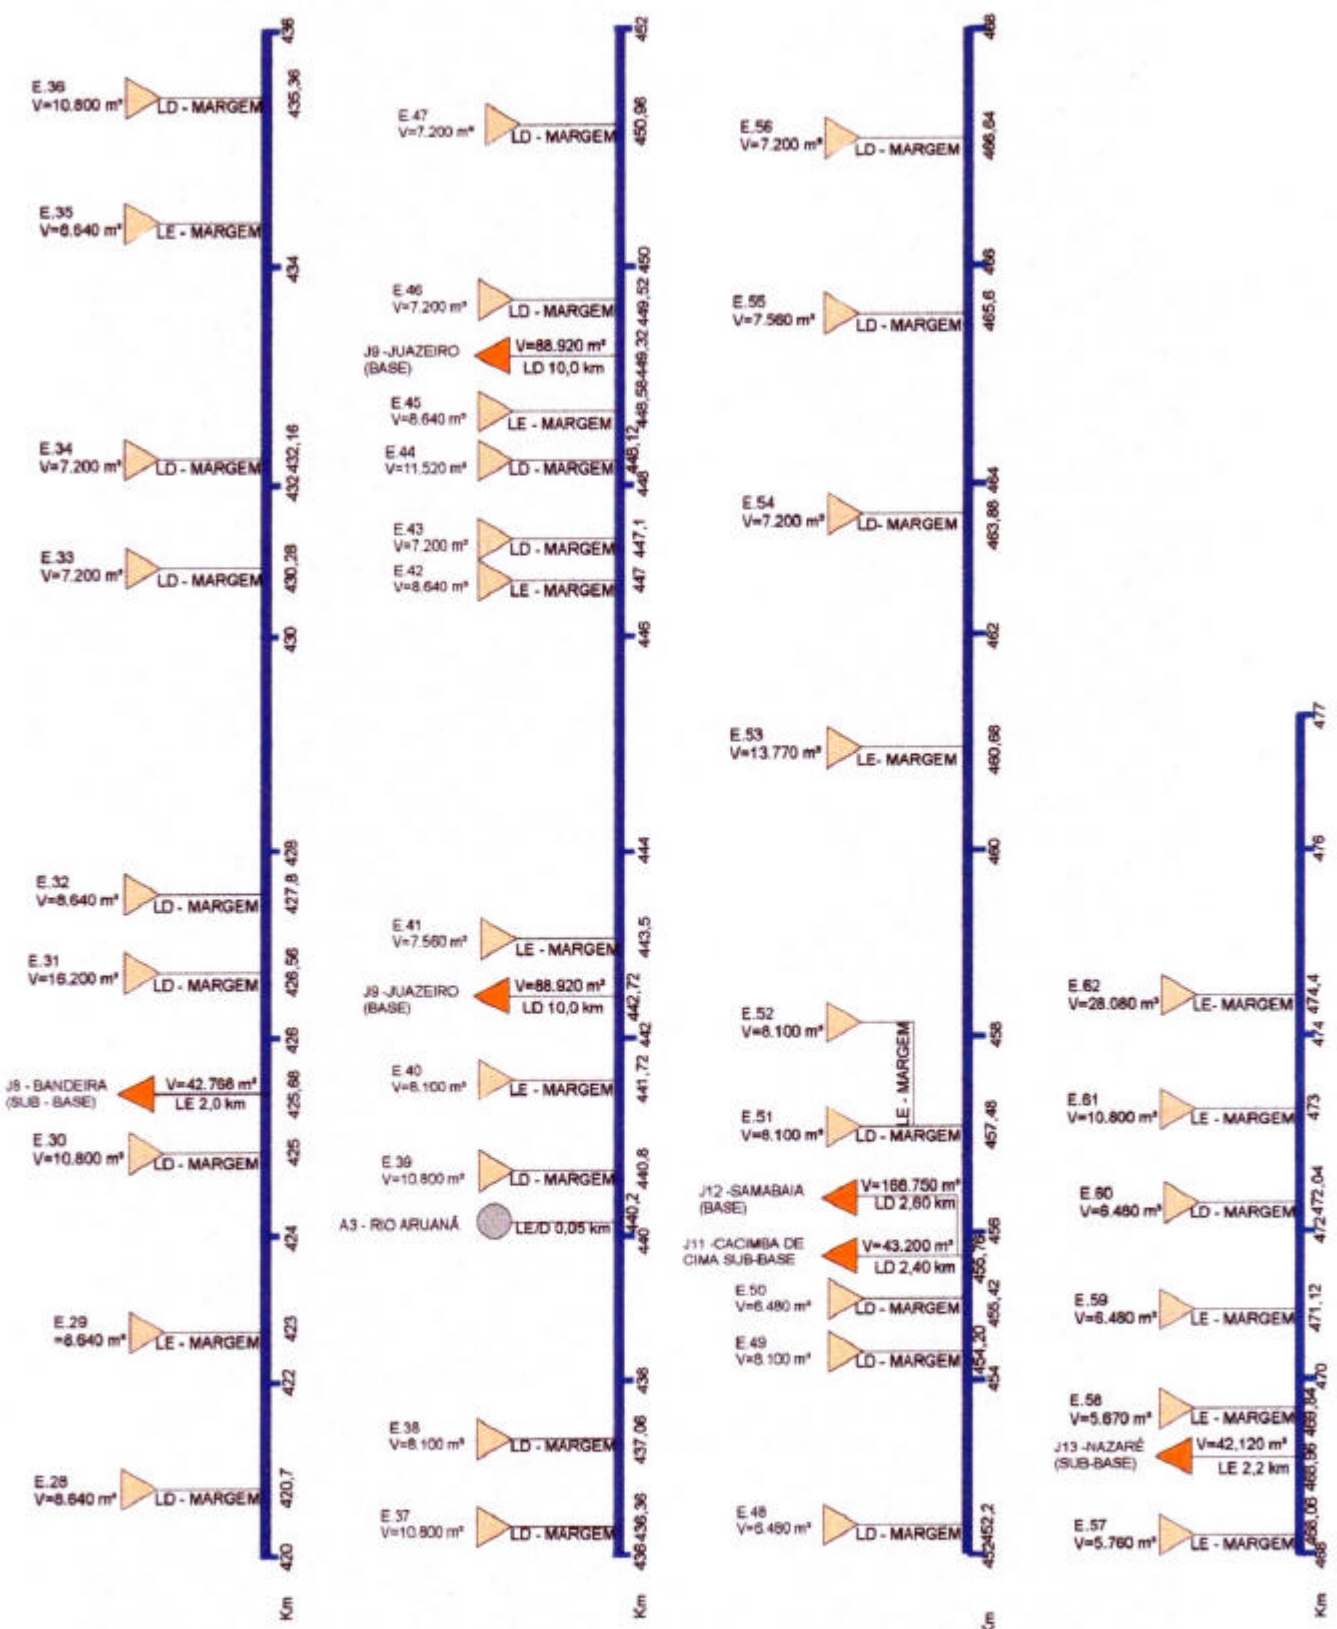 436
E.36
V=10.800 m³
LD - MARGEM
435,36
E.35
V=8.640 m³
LE - MARGEM
434
E.34
V=7.200 m³
LD - MARGEM
432,16
432
E.33
V=7.200 m³
LD - MARGEM
430,28
430
428
E.32
V=8.640 m³
LD - MARGEM
427,8
E.31
V=16.200 m³
LD - MARGEM
426,56
426
J8 - BANDEIRA
(SUB - BASE)
V=42.768 m³
LE 2,0 km
425,68
E.30
V=10.800 m³
LD - MARGEM
425
424
E.29
=8.640 m³
LE - MARGEM
423
422
E.28
V=8.640 m³
LD - MARGEM
420,7
420
Km
452
E.47
V=7.200 m³
LD - MARGEM
450,96
450
E.46
V=7.200 m³
LD - MARGEM
449,52
J9 -JUAZEIRO
(BASE)
V=88.920 m³
LD 10,0 km
449,32
E.45
V=8.640 m³
LE - MARGEM
448,58
E.44
V=11.520 m³
LD - MARGEM
448,12
448
E.43
V=7.200 m³
LD - MARGEM
447,1
E.42
V=8.640 m³
LE - MARGEM
447
446
444
E.41
V=7.560 m³
LE - MARGEM
443,5
J9 -JUAZEIRO
(BASE)
V=88.920 m³
LD 10,0 km
442,72
442
E.40
V=8.100 m³
LE - MARGEM
441,72
E.39
V=10.800 m³
LD - MARGEM
440,8
A3 - RIO ARUANÃ
LE/D 0,05 km
440,2
440
438
E.38
V=8.100 m³
LD - MARGEM
437,06
E.37
V=10.800 m³
LD - MARGEM
436,36
436
Km
468
E.56
V=7.200 m³
LD - MARGEM
466,64
466
E.55
V=7.560 m³
LD - MARGEM
465,6
464
E.54
V=7.200 m³
LD- MARGEM
463,88
462
E.53
V=13.770 m³
LE- MARGEM
460,68
460
E.52
V=8.100 m³
LE - MARGEM
458
E.51
V=8.100 m³
LD - MARGEM
457,48
J12 -SAMABAIA
(BASE)
V=168.750 m³
LD 2,60 km
456
J11 -CACIMBA DE
CIMA SUB-BASE
V=43.200 m³
LD 2,40 km
455,76
E.50
V=6.480 m³
LD - MARGEM
455,42
E.49
V=8.100 m³
LD - MARGEM
454,20
454
E.48
V=6.480 m³
LD - MARGEM
452,2
452
Km
477
476
E.62
V=28.080 m³
LE- MARGEM
474,4
474
E.61
V=10.800 m³
LE - MARGEM
473
E.60
V=6.480 m³
LD - MARGEM
472,04
472
E.59
V=6.480 m³
LE - MARGEM
471,12
470
E.58
V=5.670 m³
LE - MARGEM
469,84
J13 -NAZARÉ
(SUB-BASE)
V=42,120 m³
LE 2,2 km
468,96
E.57
V=5.760 m³
LE - MARGEM
468,06
468
Km